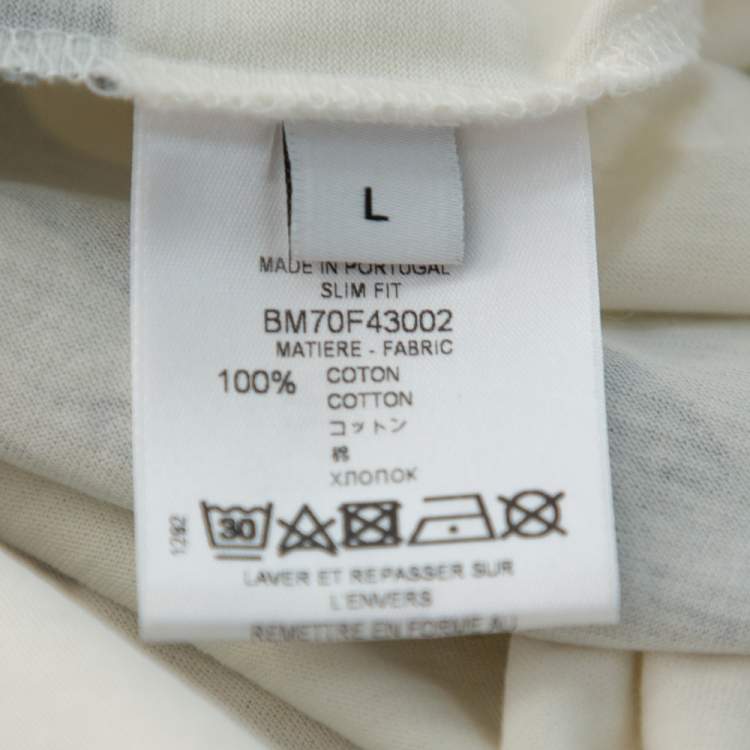 L
MADE IN PORTUGAL
SLIM FIT
BM70F43002
MATIERE - FABRIC
100% COTON
COTTON
コットン
棉
ХЛОПОК
30
1292
LAVER ET REPASSER SUR
L'ENVERS
REMETTRE EN FORME AU